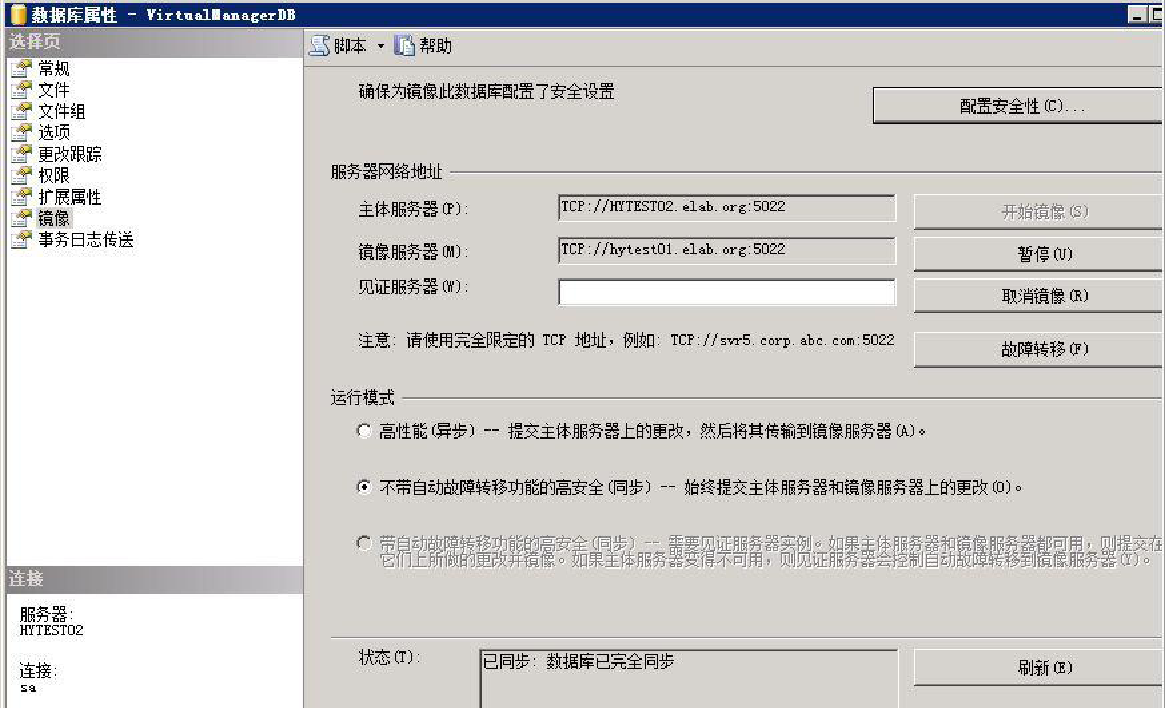 数据库属性 - VirtualManagerDB
选择页
常规
文件
文件组
选项
更改跟踪
权限
扩展属性
镜像
事务日志传送
脚本
帮助
确保为镜像此数据库配置了安全设置
配置安全性(C)...
服务器网络地址
主体服务器(P):
TCP://HYTEST02.elab.org:5022
开始镜像(S)
镜像服务器(M):
TCP://hytest01.elab.org:5022
暂停(U)
见证服务器(W):
取消镜像(R)
注意: 请使用完全限定的 TCP 地址，例如: TCP://svr5.corp.abc.com:5022
故障转移(F)
运行模式
高性能(异步) -- 提交主体服务器上的更改，然后将其传输到镜像服务器(A)。
不带自动故障转移功能的高安全(同步) -- 始终提交主体服务器和镜像服务器上的更改(O)。
带自动故障转移功能的高安全(同步) -- 需要见证服务器实例。如果主体服务器和镜像服务器都可用，则提交在
它们上所做的更改并镜像。如果主体服务器变得不可用，则见证服务器会控制自动故障转移到镜像服务器(Y)。
连接
服务器:
HYTEST02
连接:
sa
状态(T):
已同步: 数据库已完全同步
刷新(E)